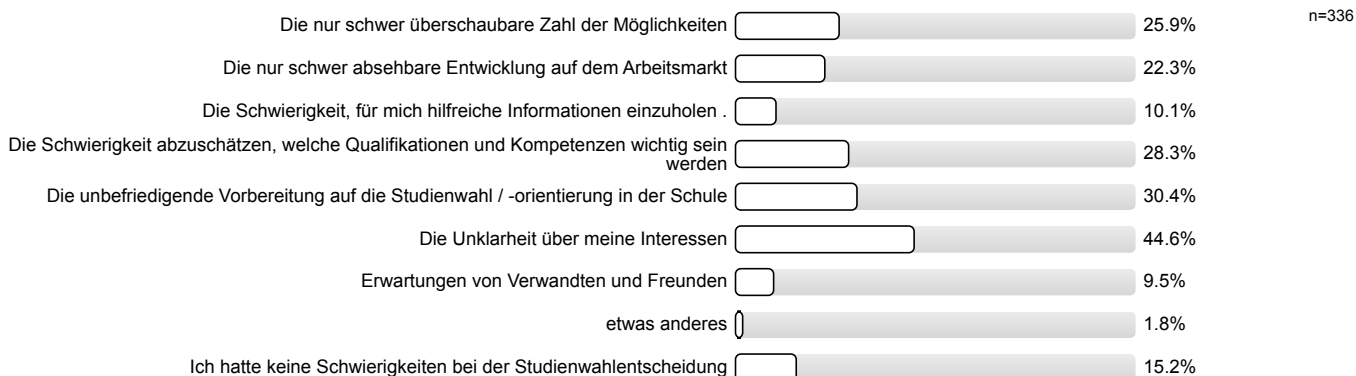 n=336
Die nur schwer überschaubare Zahl der Möglichkeiten 25.9%
Die nur schwer absehbare Entwicklung auf dem Arbeitsmarkt 22.3%
Die Schwierigkeit, für mich hilfreiche Informationen einzuholen . 10.1%
Die Schwierigkeit abzuschätzen, welche Qualifikationen und Kompetenzen wichtig sein
werden 28.3%
Die unbefriedigende Vorbereitung auf die Studienwahl / -orientierung in der Schule 30.4%
Die Unklarheit über meine Interessen 44.6%
Erwartungen von Verwandten und Freunden 9.5%
etwas anderes 1.8%
Ich hatte keine Schwierigkeiten bei der Studienwahlentscheidung 15.2%